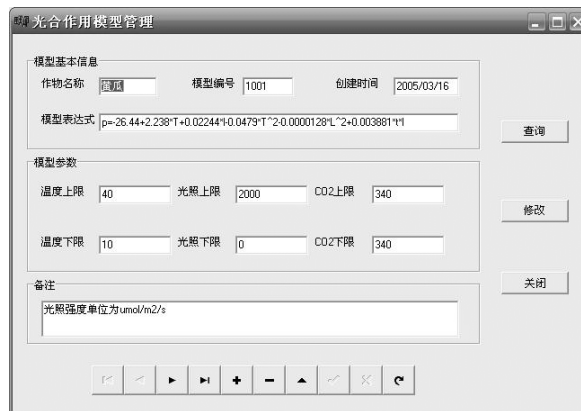 光合作用模型管理
模型基本信息
作物名称 黄瓜 模型编号 1001 创建时间 2005/03/16
模型表达式 p=-26.44+2.238*T+0.02244*l-0.0479*T^2-0.0000128*L^2+0.003881*t*l
查询
模型参数
温度上限 40 光照上限 2000 CO2上限 340
修改
温度下限 10 光照下限 0 CO2下限 340
备注
关闭
光照强度单位为umol/m2/s